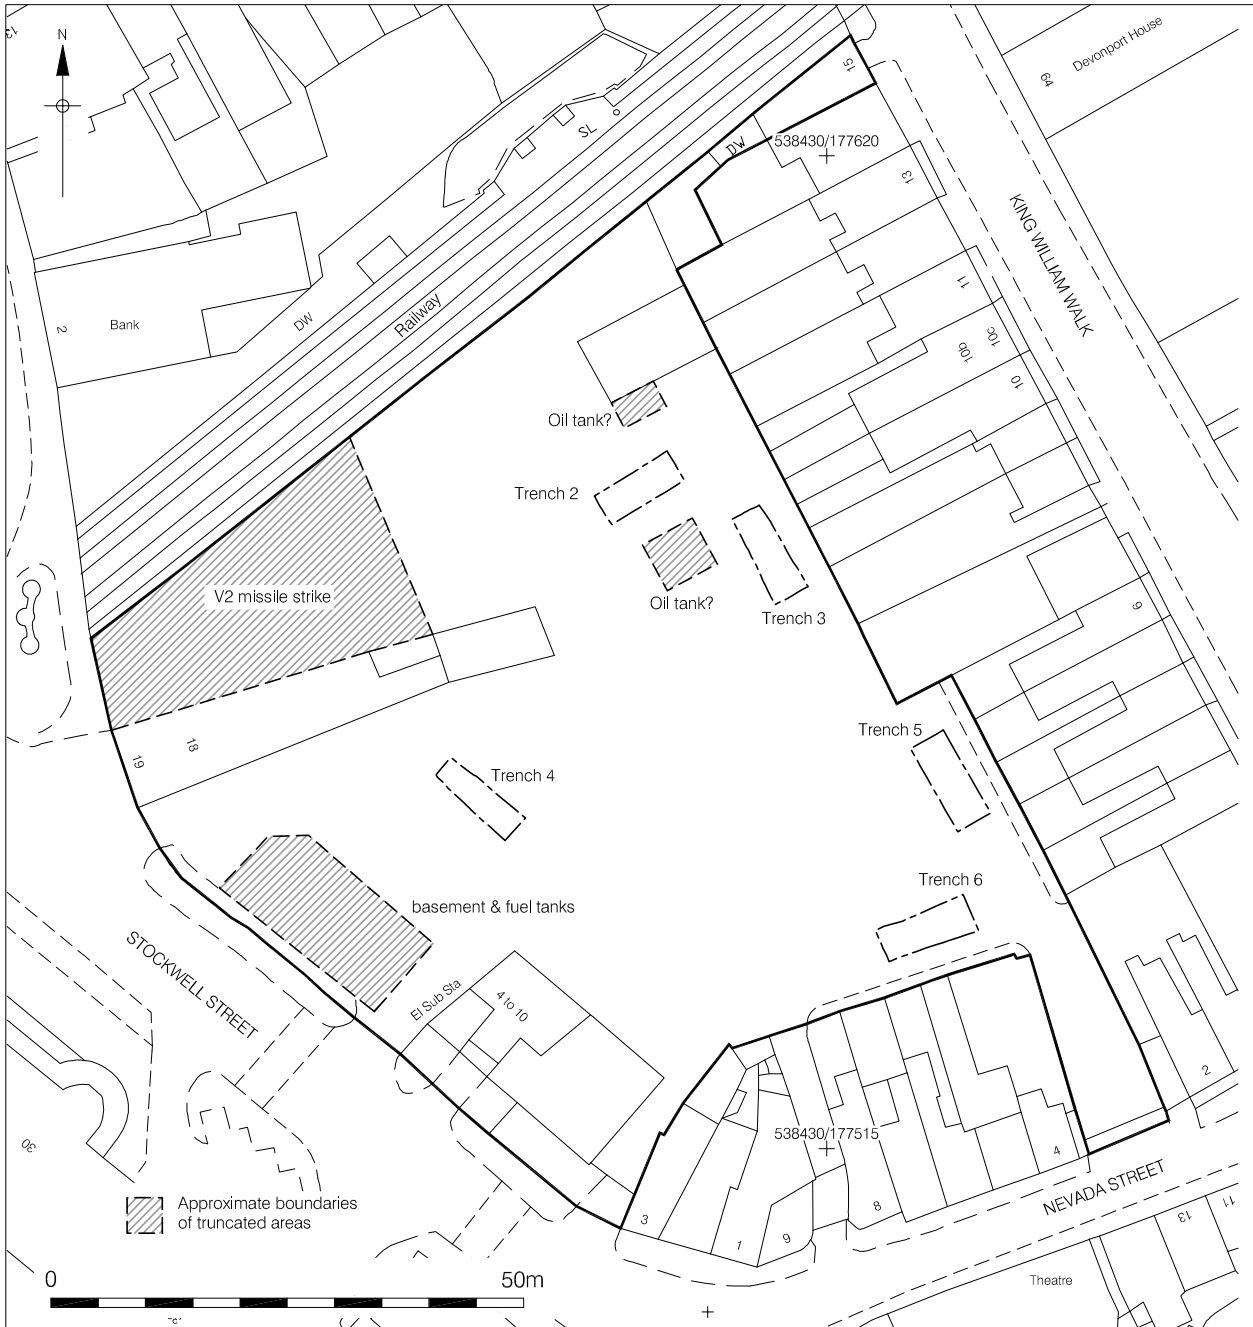 13
N
15
64
Devonport House
SL
DW
538430/177620
13
KING WILLIAM WALK
2
Bank
DW
Railway
11
10c
10b
10
Oil tank?
Trench 2
V2 missile strike
Oil tank?
Trench 3
9
18
19
Trench 5
Trench 4
Trench 6
basement & fuel tanks
STOCKWELL STREET
El Sub Sta
4 to 10
2
30
538430/177515
4
NEVADA STREET
Approximate boundaries
of truncated areas
3
1
9
8
13
11
Theatre
0
50m